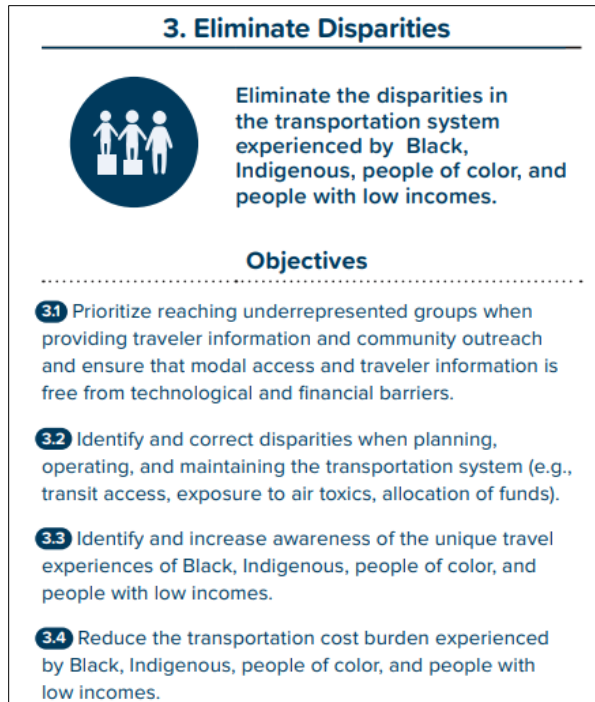 3. Eliminate Disparities
Eliminate the disparities in
the transportation system
experienced by Black,
Indigenous, people of color, and
people with low incomes.
Objectives
3.1 Prioritize reaching underrepresented groups when
providing traveler information and community outreach
and ensure that modal access and traveler information is
free from technological and financial barriers.
3.2 Identify and correct disparities when planning,
operating, and maintaining the transportation system (e.g.,
transit access, exposure to air toxics, allocation of funds).
3.3 Identify and increase awareness of the unique travel
experiences of Black, Indigenous, people of color, and
people with low incomes.
3.4 Reduce the transportation cost burden experienced
by Black, Indigenous, people of color, and people with
low incomes.